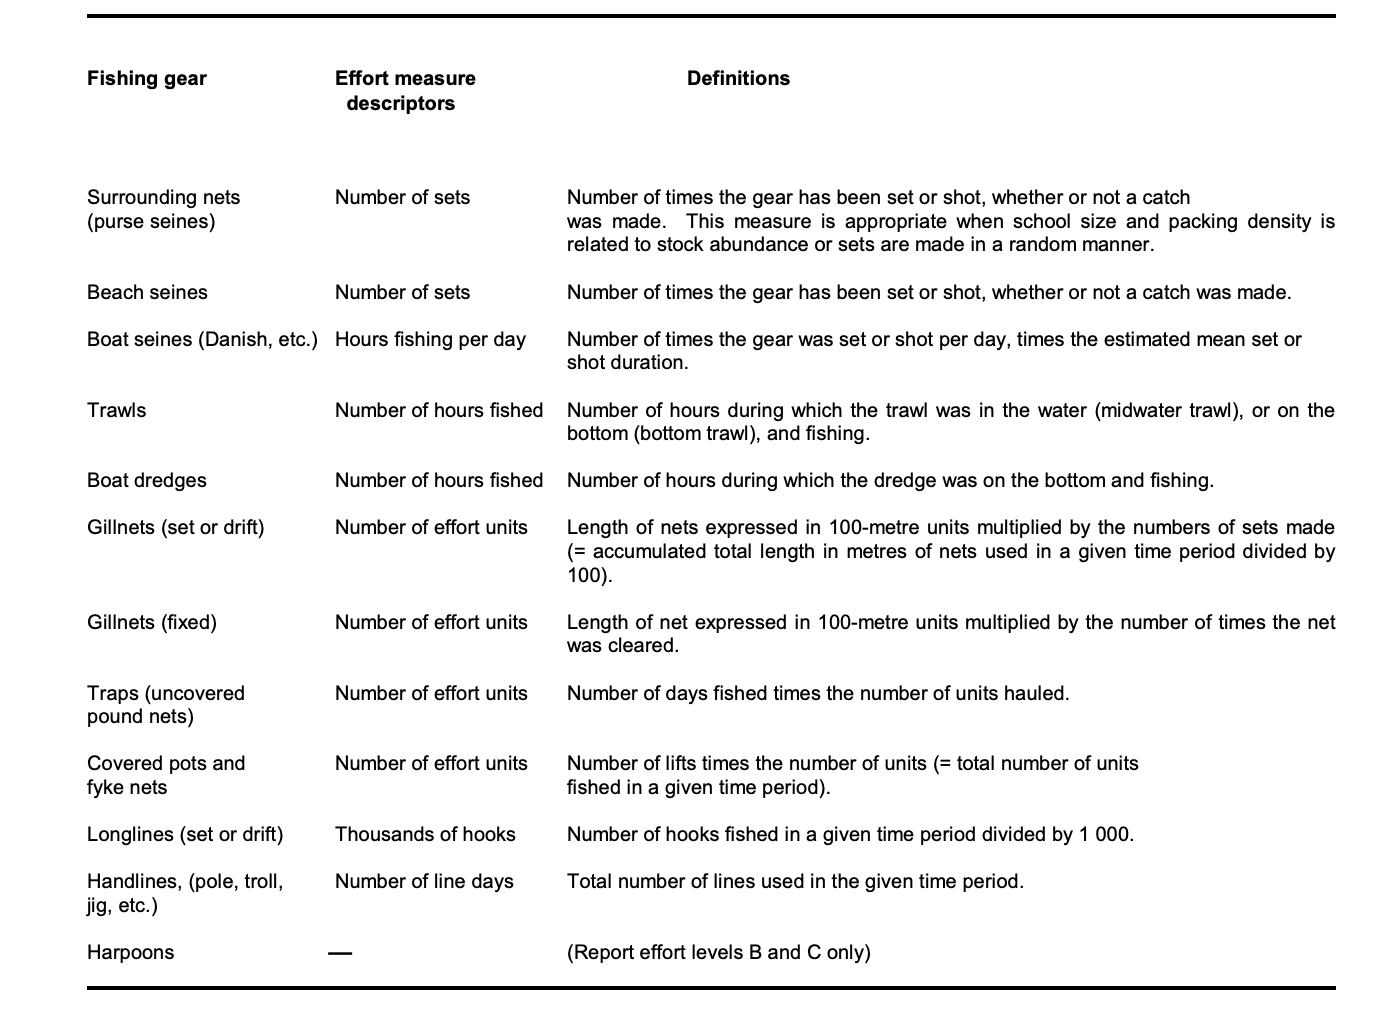 Fishing gear Effort measure Definitions
descriptors
Surrounding nets Number of sets Number of times the gear has been set or shot, whether or not a catch
(purse seines) was made. This measure is appropriate when school size and packing density is
related to stock abundance or sets are made in a random manner.
Beach seines Number of sets Number of times the gear has been set or shot, whether or not a catch was made.
Boat seines (Danish, etc.) Hours fishing per day Number of times the gear was set or shot per day, times the estimated mean set or
shot duration.
Trawls Number of hours fished Number of hours during which the trawl was in the water (midwater trawl), or on the
bottom (bottom trawl), and fishing.
Boat dredges Number of hours fished Number of hours during which the dredge was on the bottom and fishing.
Gillnets (set or drift) Number of effort units Length of nets expressed in 100-metre units multiplied by the numbers of sets made
(= accumulated total length in metres of nets used in a given time period divided by
100).
Gillnets (fixed) Number of effort units Length of net expressed in 100-metre units multiplied by the number of times the net
was cleared.
Traps (uncovered Number of effort units Number of days fished times the number of units hauled.
pound nets)
Covered pots and Number of effort units Number of lifts times the number of units (= total number of units
fyke nets fished in a given time period).
Longlines (set or drift) Thousands of hooks Number of hooks fished in a given time period divided by 1 000.
Handlines, (pole, troll, Number of line days Total number of lines used in the given time period.
jig, etc.)
Harpoons — (Report effort levels B and C only)